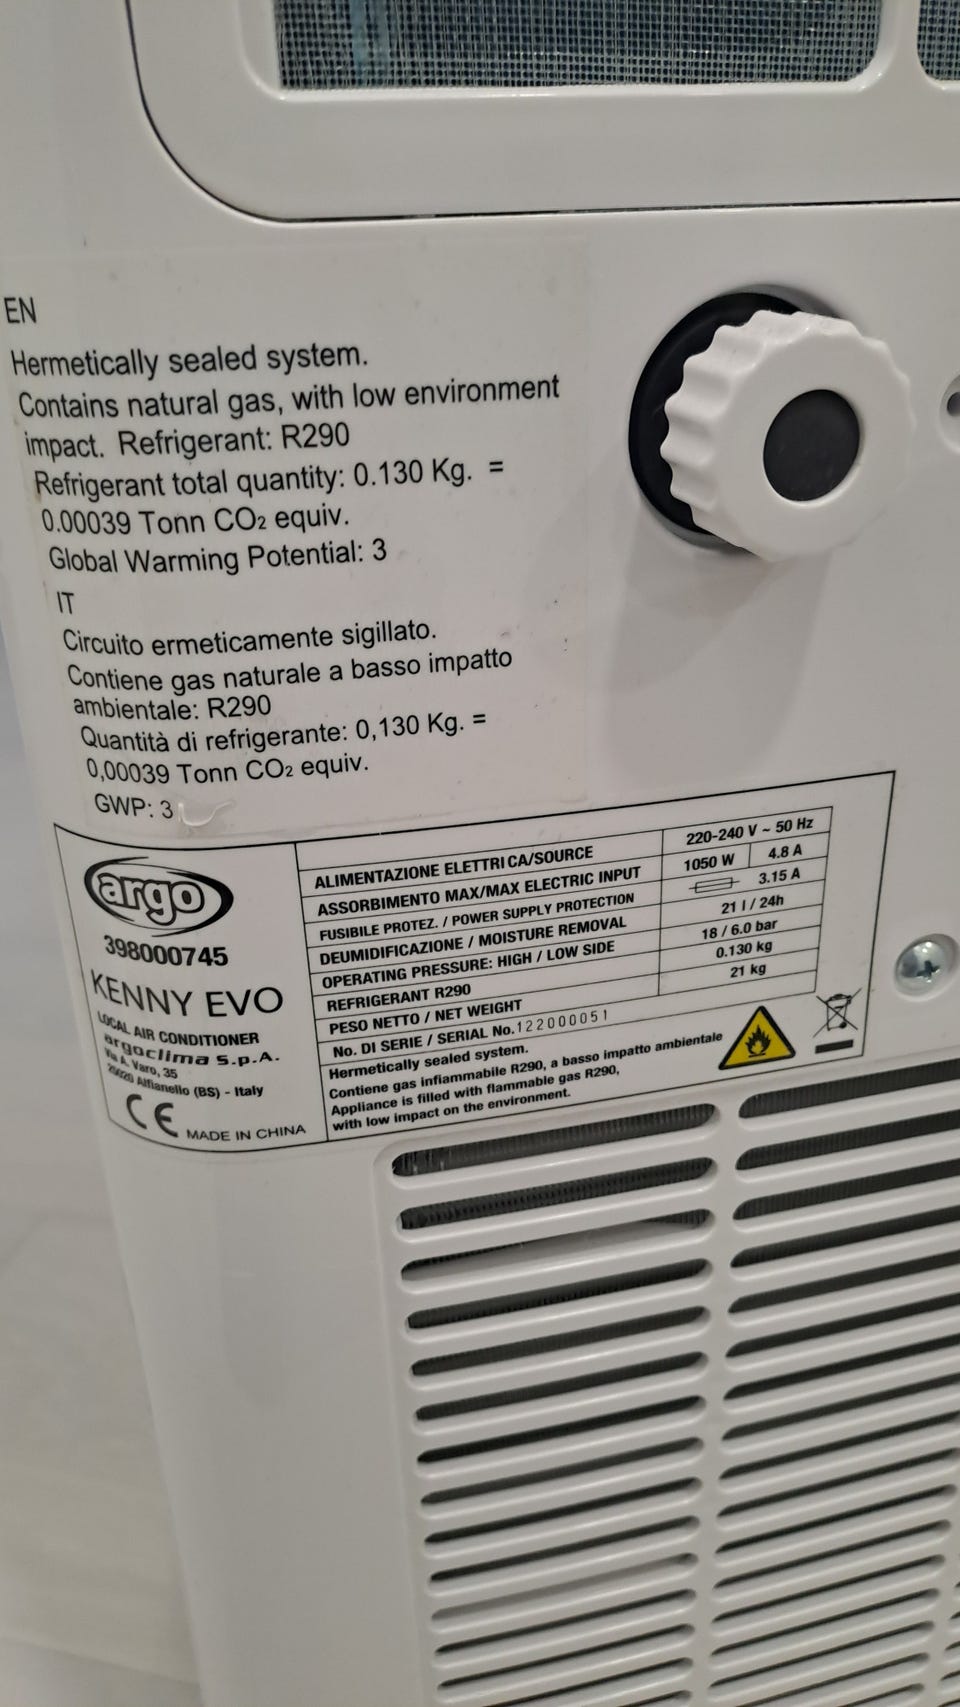 EN
Hermetically sealed system.
Contains natural gas, with low environment
impact. Refrigerant: R290
Refrigerant total quantity: 0.130 Kg. =
0.00039 Tonn CO₂ equiv.
Global Warming Potential: 3
IT
Circuito ermeticamente sigillato.
Contiene gas naturale a basso impatto
ambientale: R290
Quantità di refrigerante: 0,130 Kg. =
0,00039 Tonn CO₂ equiv.
GWP: 3
argo
398000745
KENNY EVO
LOCAL AIR CONDITIONER
argoclima s.p.A.
Via A. Varo, 35
25020 Alfianello (BS) - Italy
CE MADE IN CHINA
ALIMENTAZIONE ELETTRICA/SOURCE 220-240 V ~ 50 Hz
ASSORBIMENTO MAX/MAX ELECTRIC INPUT 1050 W 4.8 A
FUSIBILE PROTEZ. / POWER SUPPLY PROTECTION 3.15 A
DEUMIDIFICAZIONE / MOISTURE REMOVAL 21 l / 24h
OPERATING PRESSURE: HIGH / LOW SIDE 18 / 6.0 bar
REFRIGERANT R290 0.130 kg
PESO NETTO / NET WEIGHT 21 kg
No. DI SERIE / SERIAL No. 122000051
Hermetically sealed system.
Contiene gas infiammabile R290, a basso impatto ambientale
Appliance is filled with flammable gas R290,
with low impact on the environment.